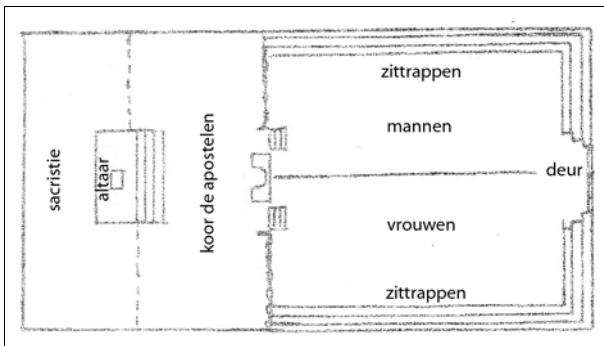 sacristie
altaar
koor de apostelen
zittrappen
mannen
deur
vrouwen
zittrappen